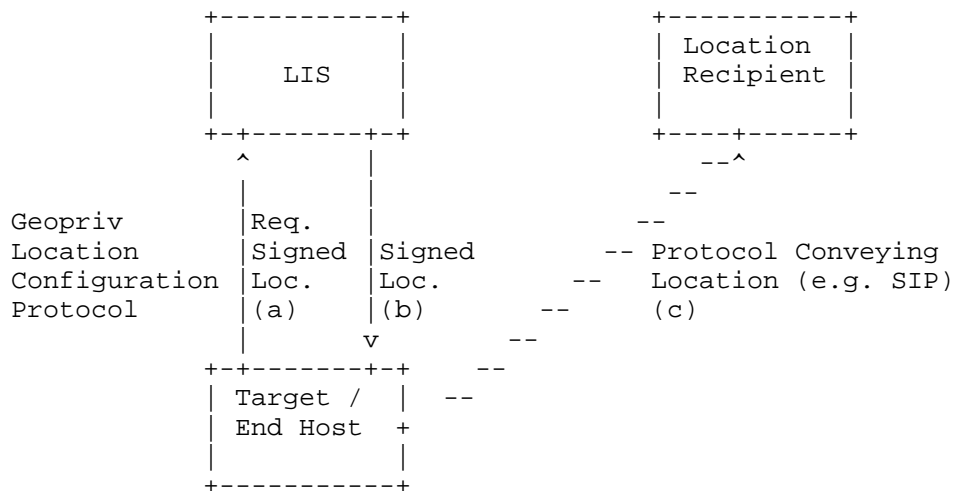 Location
LIS Recipient
Geopriv Req.
Location Signed Signed Protocol Conveying
Configuration Loc. Loc. Location (e.g. SIP)
Protocol (a) (b) (c)
Target /
End Host